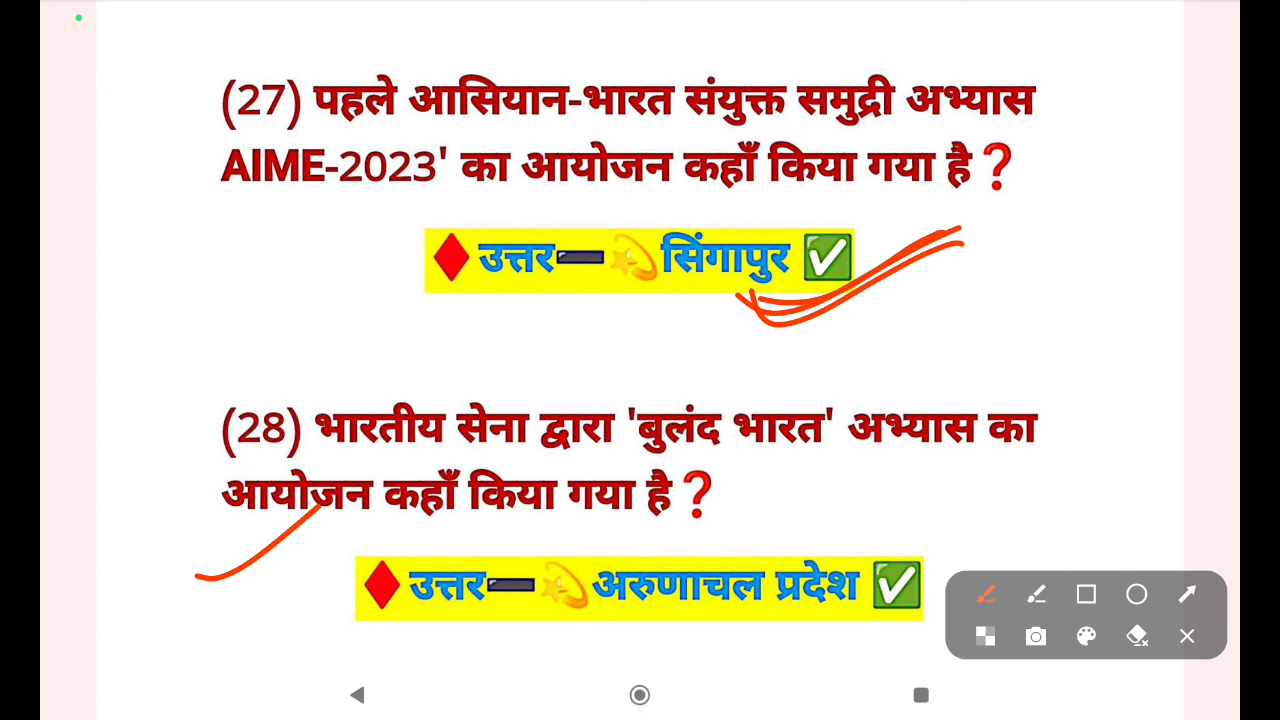 (27) पहले आसियान-भारत संयुक्त समुद्री अभ्यास
AIME-2023' का आयोजन कहाँ किया गया है❓
♦️उत्तर➖💫सिंगापुर ✅
(28) भारतीय सेना द्वारा 'बुलंद भारत' अभ्यास का
आयोजन कहाँ किया गया है❓
♦️उत्तर➖💫अरुणाचल प्रदेश ✅